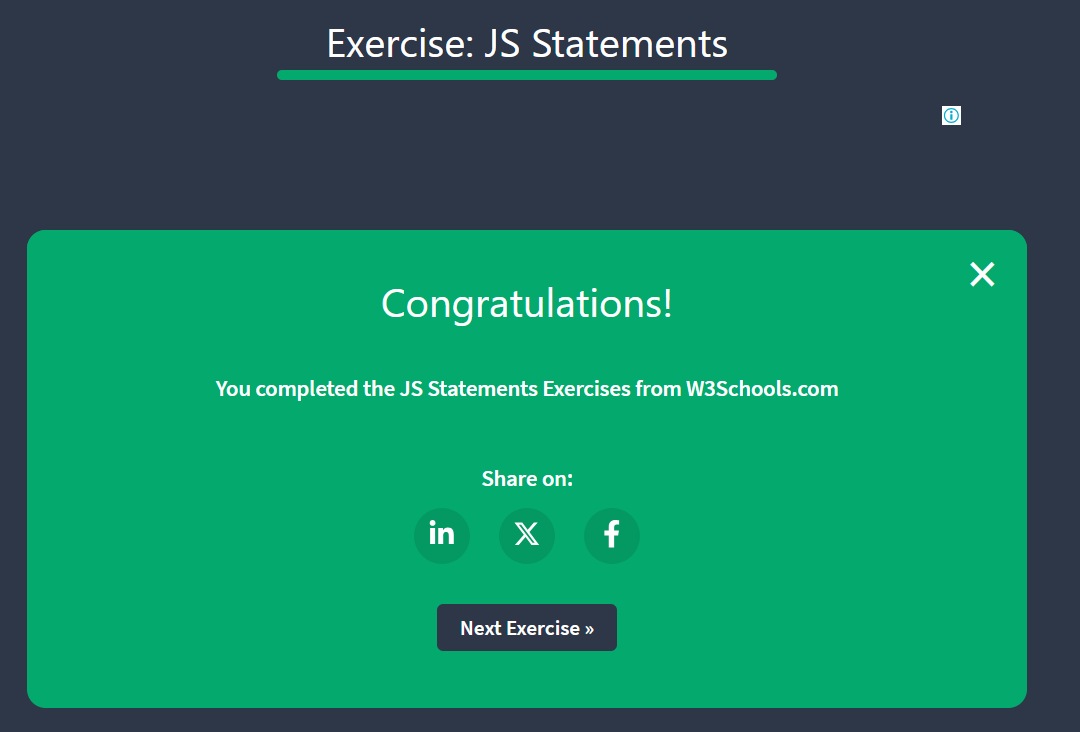 Exercise: JS Statements
Congratulations!
You completed the JS Statements Exercises from W3Schools.com
Share on:
Next Exercise »